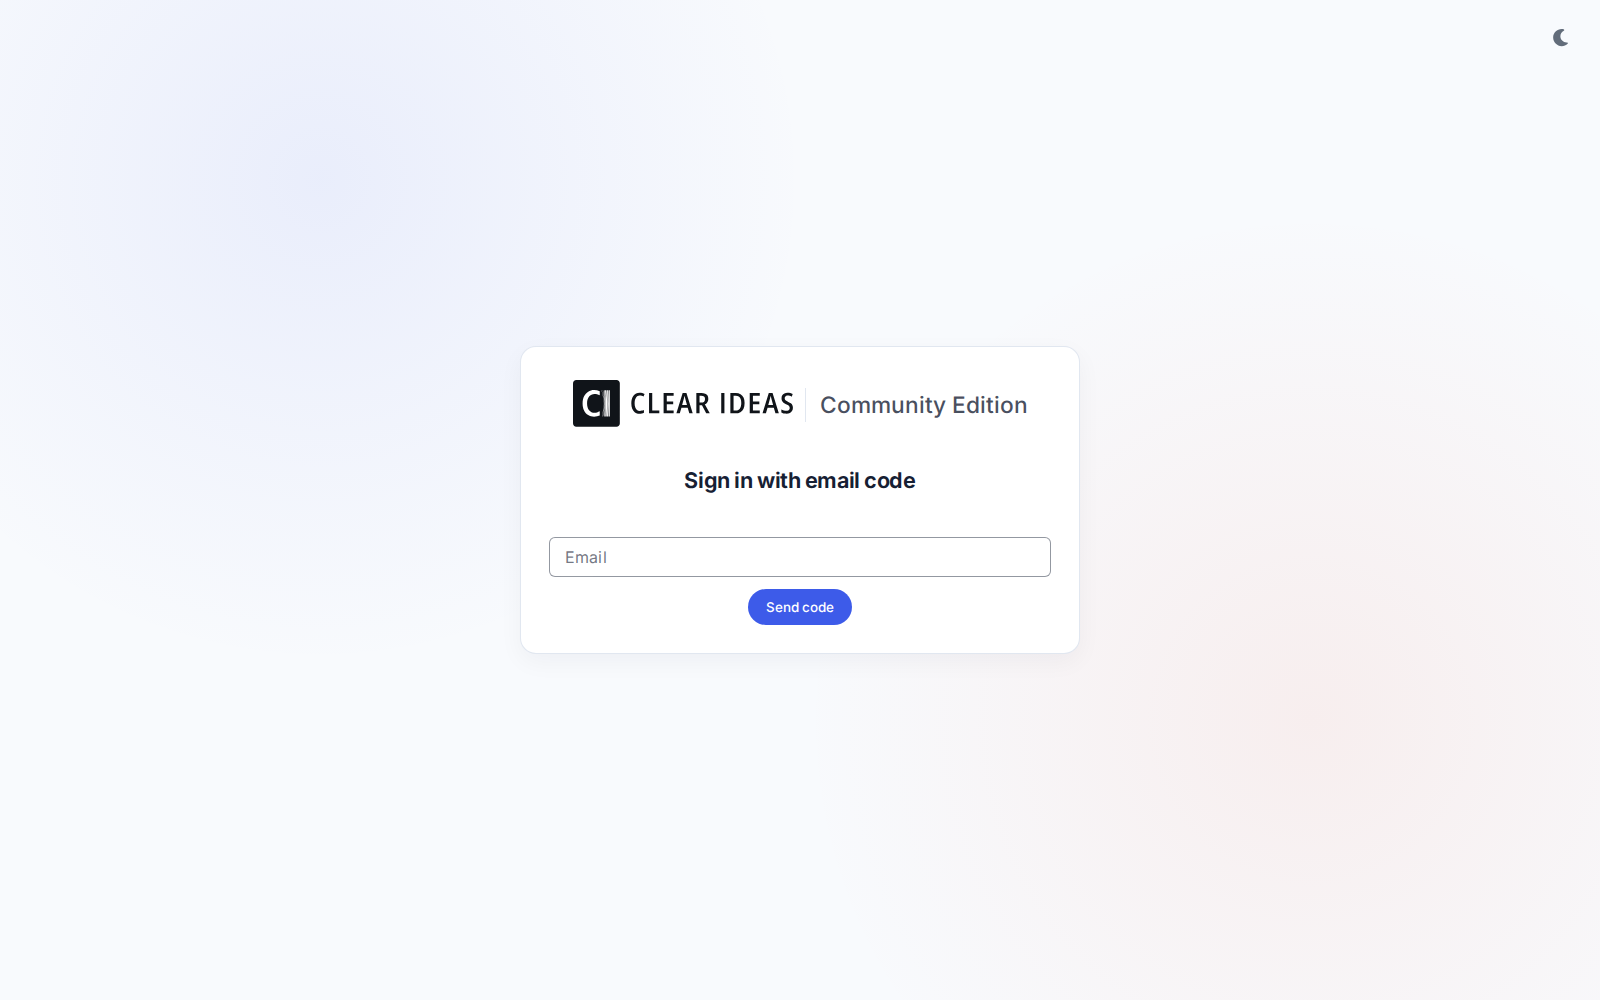 CI CLEAR IDEAS Community Edition
Sign in with email code
Email
Send code